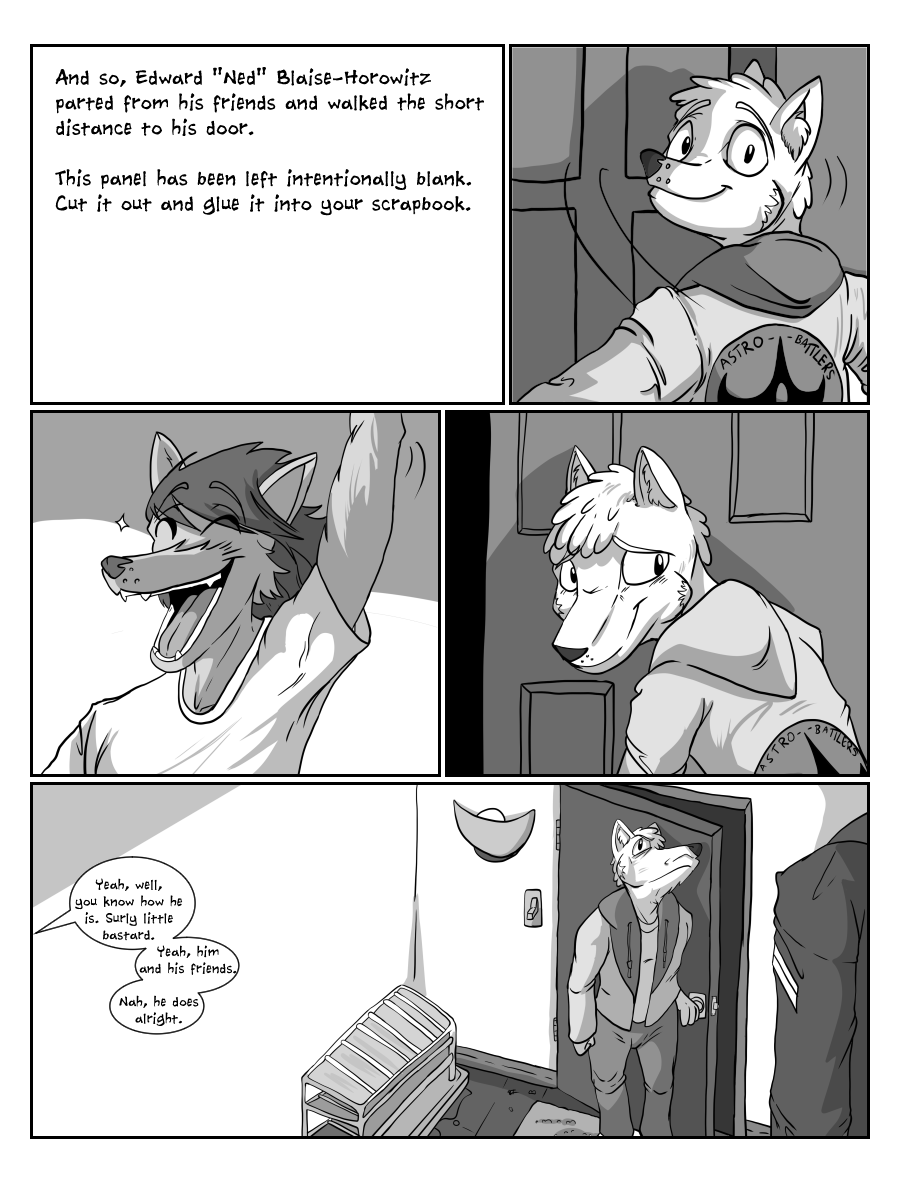 And so, Edward "Ned" Blaise-Horowitz
parted from his friends and walked the short
distance to his door.
This panel has been left intentionally blank.
Cut it out and glue it into your scrapbook.
ASTRO---BATTLERS
ASTRO---BATTLERS
Yeah, well,
you know how he
is. Surly little
bastard.
Yeah, him
and his friends.
Nah, he does
alright.